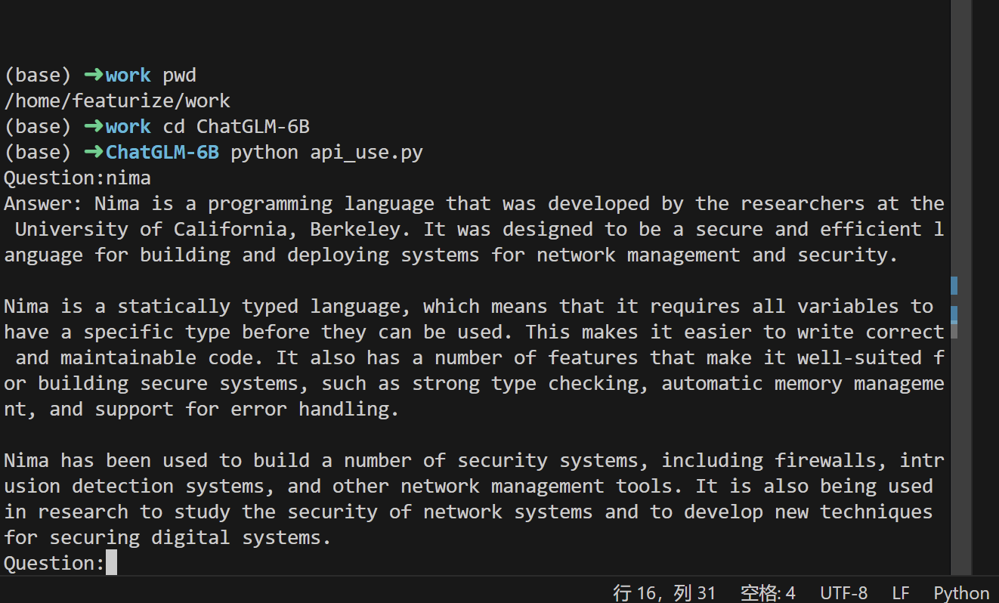 (base) ➜work pwd
/home/featurize/work
(base) ➜work cd ChatGLM-6B
(base) ➜ChatGLM-6B python api_use.py
Question:nima
Answer: Nima is a programming language that was developed by the researchers at the
 University of California, Berkeley. It was designed to be a secure and efficient l
anguage for building and deploying systems for network management and security.

Nima is a statically typed language, which means that it requires all variables to
have a specific type before they can be used. This makes it easier to write correct
 and maintainable code. It also has a number of features that make it well-suited f
or building secure systems, such as strong type checking, automatic memory manageme
nt, and support for error handling.

Nima has been used to build a number of security systems, including firewalls, intr
usion detection systems, and other network management tools. It is also being used
in research to study the security of network systems and to develop new techniques
for securing digital systems.
Question:
行 16，列 31 空格: 4 UTF-8 LF Python